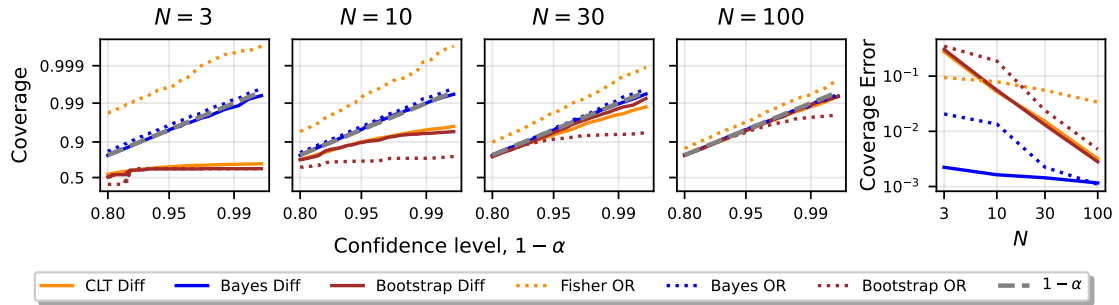 N = 3
N = 10
N = 30
N = 100
Coverage
0.999
0.99
0.9
0.5
0.80 0.95 0.99
0.80 0.95 0.99
0.80 0.95 0.99
0.80 0.95 0.99
Confidence level, 1 − α
Coverage Error
10⁻¹
10⁻²
10⁻³
3 10 30 100
N
CLT Diff Bayes Diff Bootstrap Diff Fisher OR Bayes OR Bootstrap OR 1 − α